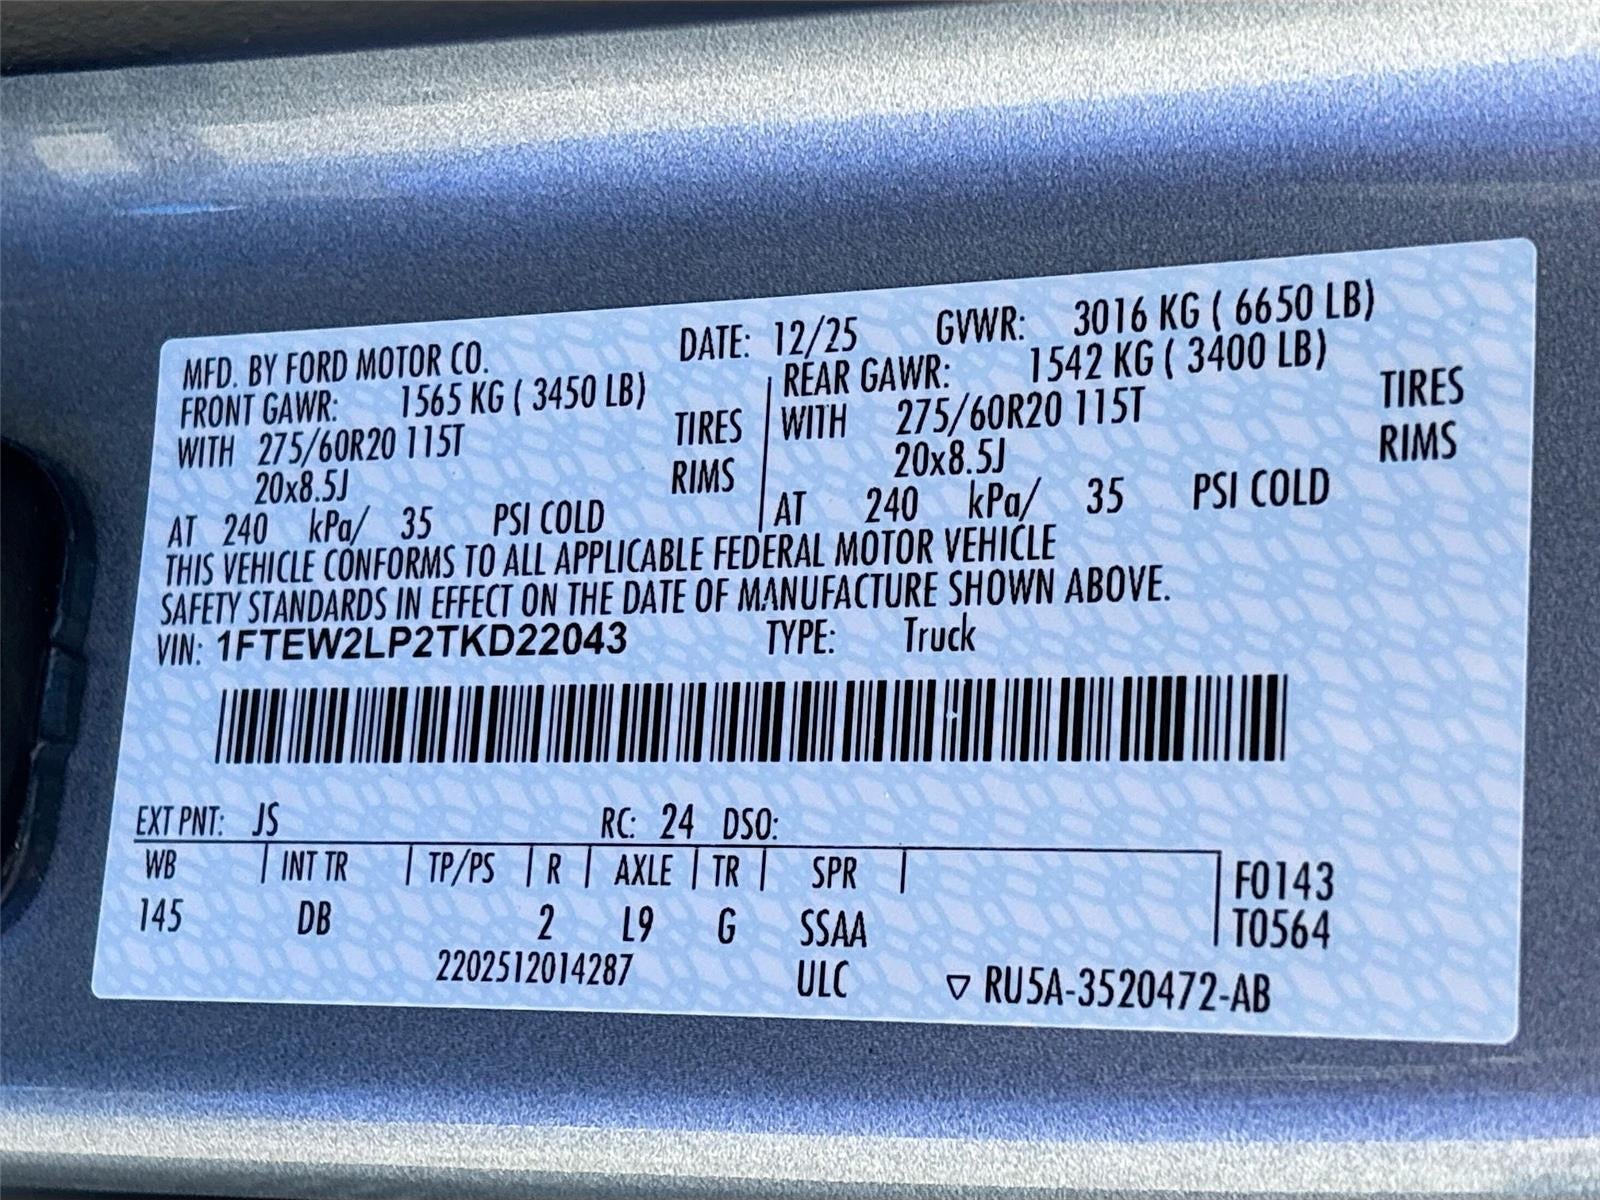 MFD. BY FORD MOTOR CO. DATE: 12/25 GVWR: 3016 KG ( 6650 LB)
FRONT GAWR: 1565 KG ( 3450 LB) REAR GAWR: 1542 KG ( 3400 LB)
WITH 275/60R20 115T TIRES WITH 275/60R20 115T TIRES
20x8.5J RIMS 20x8.5J RIMS
AT 240 kPa/ 35 PSI COLD AT 240 kPa/ 35 PSI COLD
THIS VEHICLE CONFORMS TO ALL APPLICABLE FEDERAL MOTOR VEHICLE
SAFETY STANDARDS IN EFFECT ON THE DATE OF MANUFACTURE SHOWN ABOVE.
VIN: 1FTEW2LP2TKD22043 TYPE: Truck
EXT PNT: JS RC: 24 DSO:
WB INT TR TP/PS R AXLE TR SPR F0143
145 DB 2 L9 G SSAA T0564
2202512014287 ULC ▽ RU5A-3520472-AB